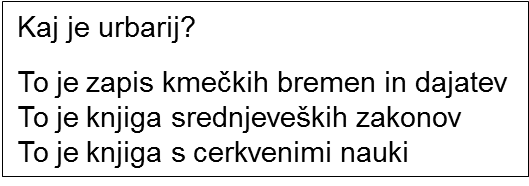 Kaj je urbarij?
To je zapis kmečkih bremen in dajatev
To je knjiga srednjeveških zakonov
To je knjiga s cerkvenimi nauki